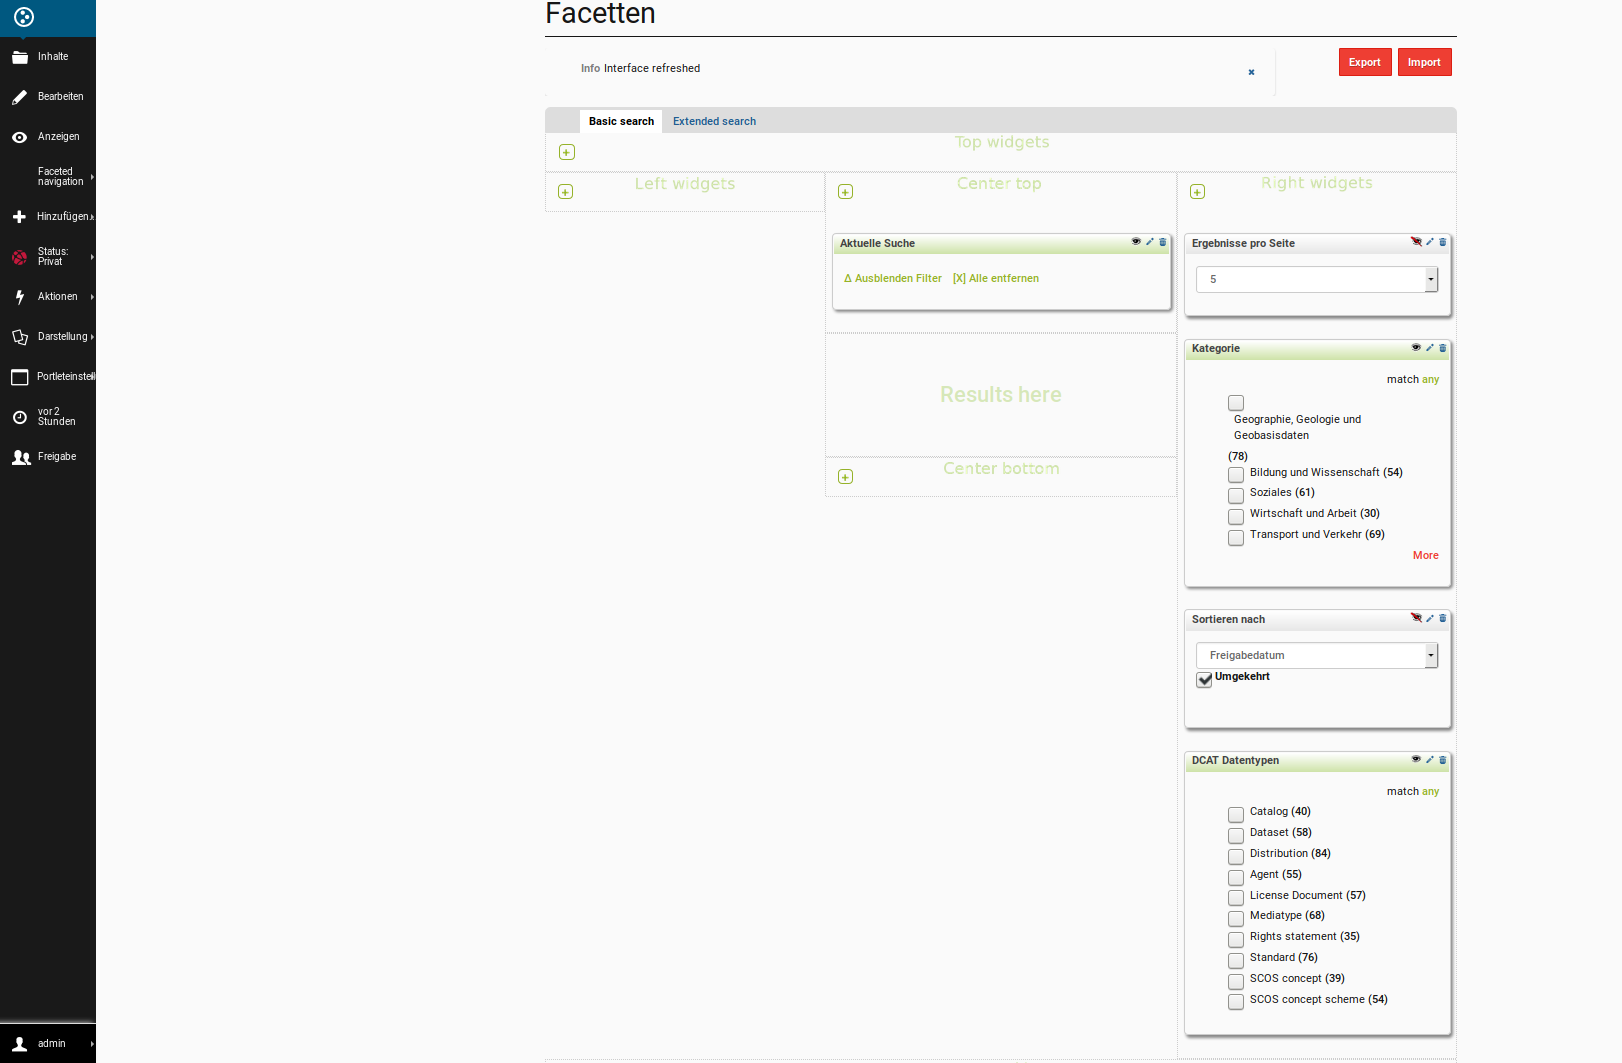 Inhalte
Bearbeiten
Anzeigen
Faceted
navigation
Hinzufügen
Status:
Privat
Aktionen
Darstellung
Portleteinstell
vor 2
Stunden
Freigabe
admin
Facetten
Info Interface refreshed
Export Import
Basic search Extended search
Top widgets
Left widgets
Center top
Aktuelle Suche
Δ Ausblenden Filter [X] Alle entfernen
Results here
Center bottom
Right widgets
Ergebnisse pro Seite
5
Kategorie
match any
Geographie, Geologie und
Geobasisdaten
(78)
Bildung und Wissenschaft (54)
Soziales (61)
Wirtschaft und Arbeit (30)
Transport und Verkehr (69)
More
Sortieren nach
Freigabedatum
Umgekehrt
DCAT Datentypen
match any
Catalog (40)
Dataset (58)
Distribution (84)
Agent (55)
License Document (57)
Mediatype (68)
Rights statement (35)
Standard (76)
SCOS concept (39)
SCOS concept scheme (54)